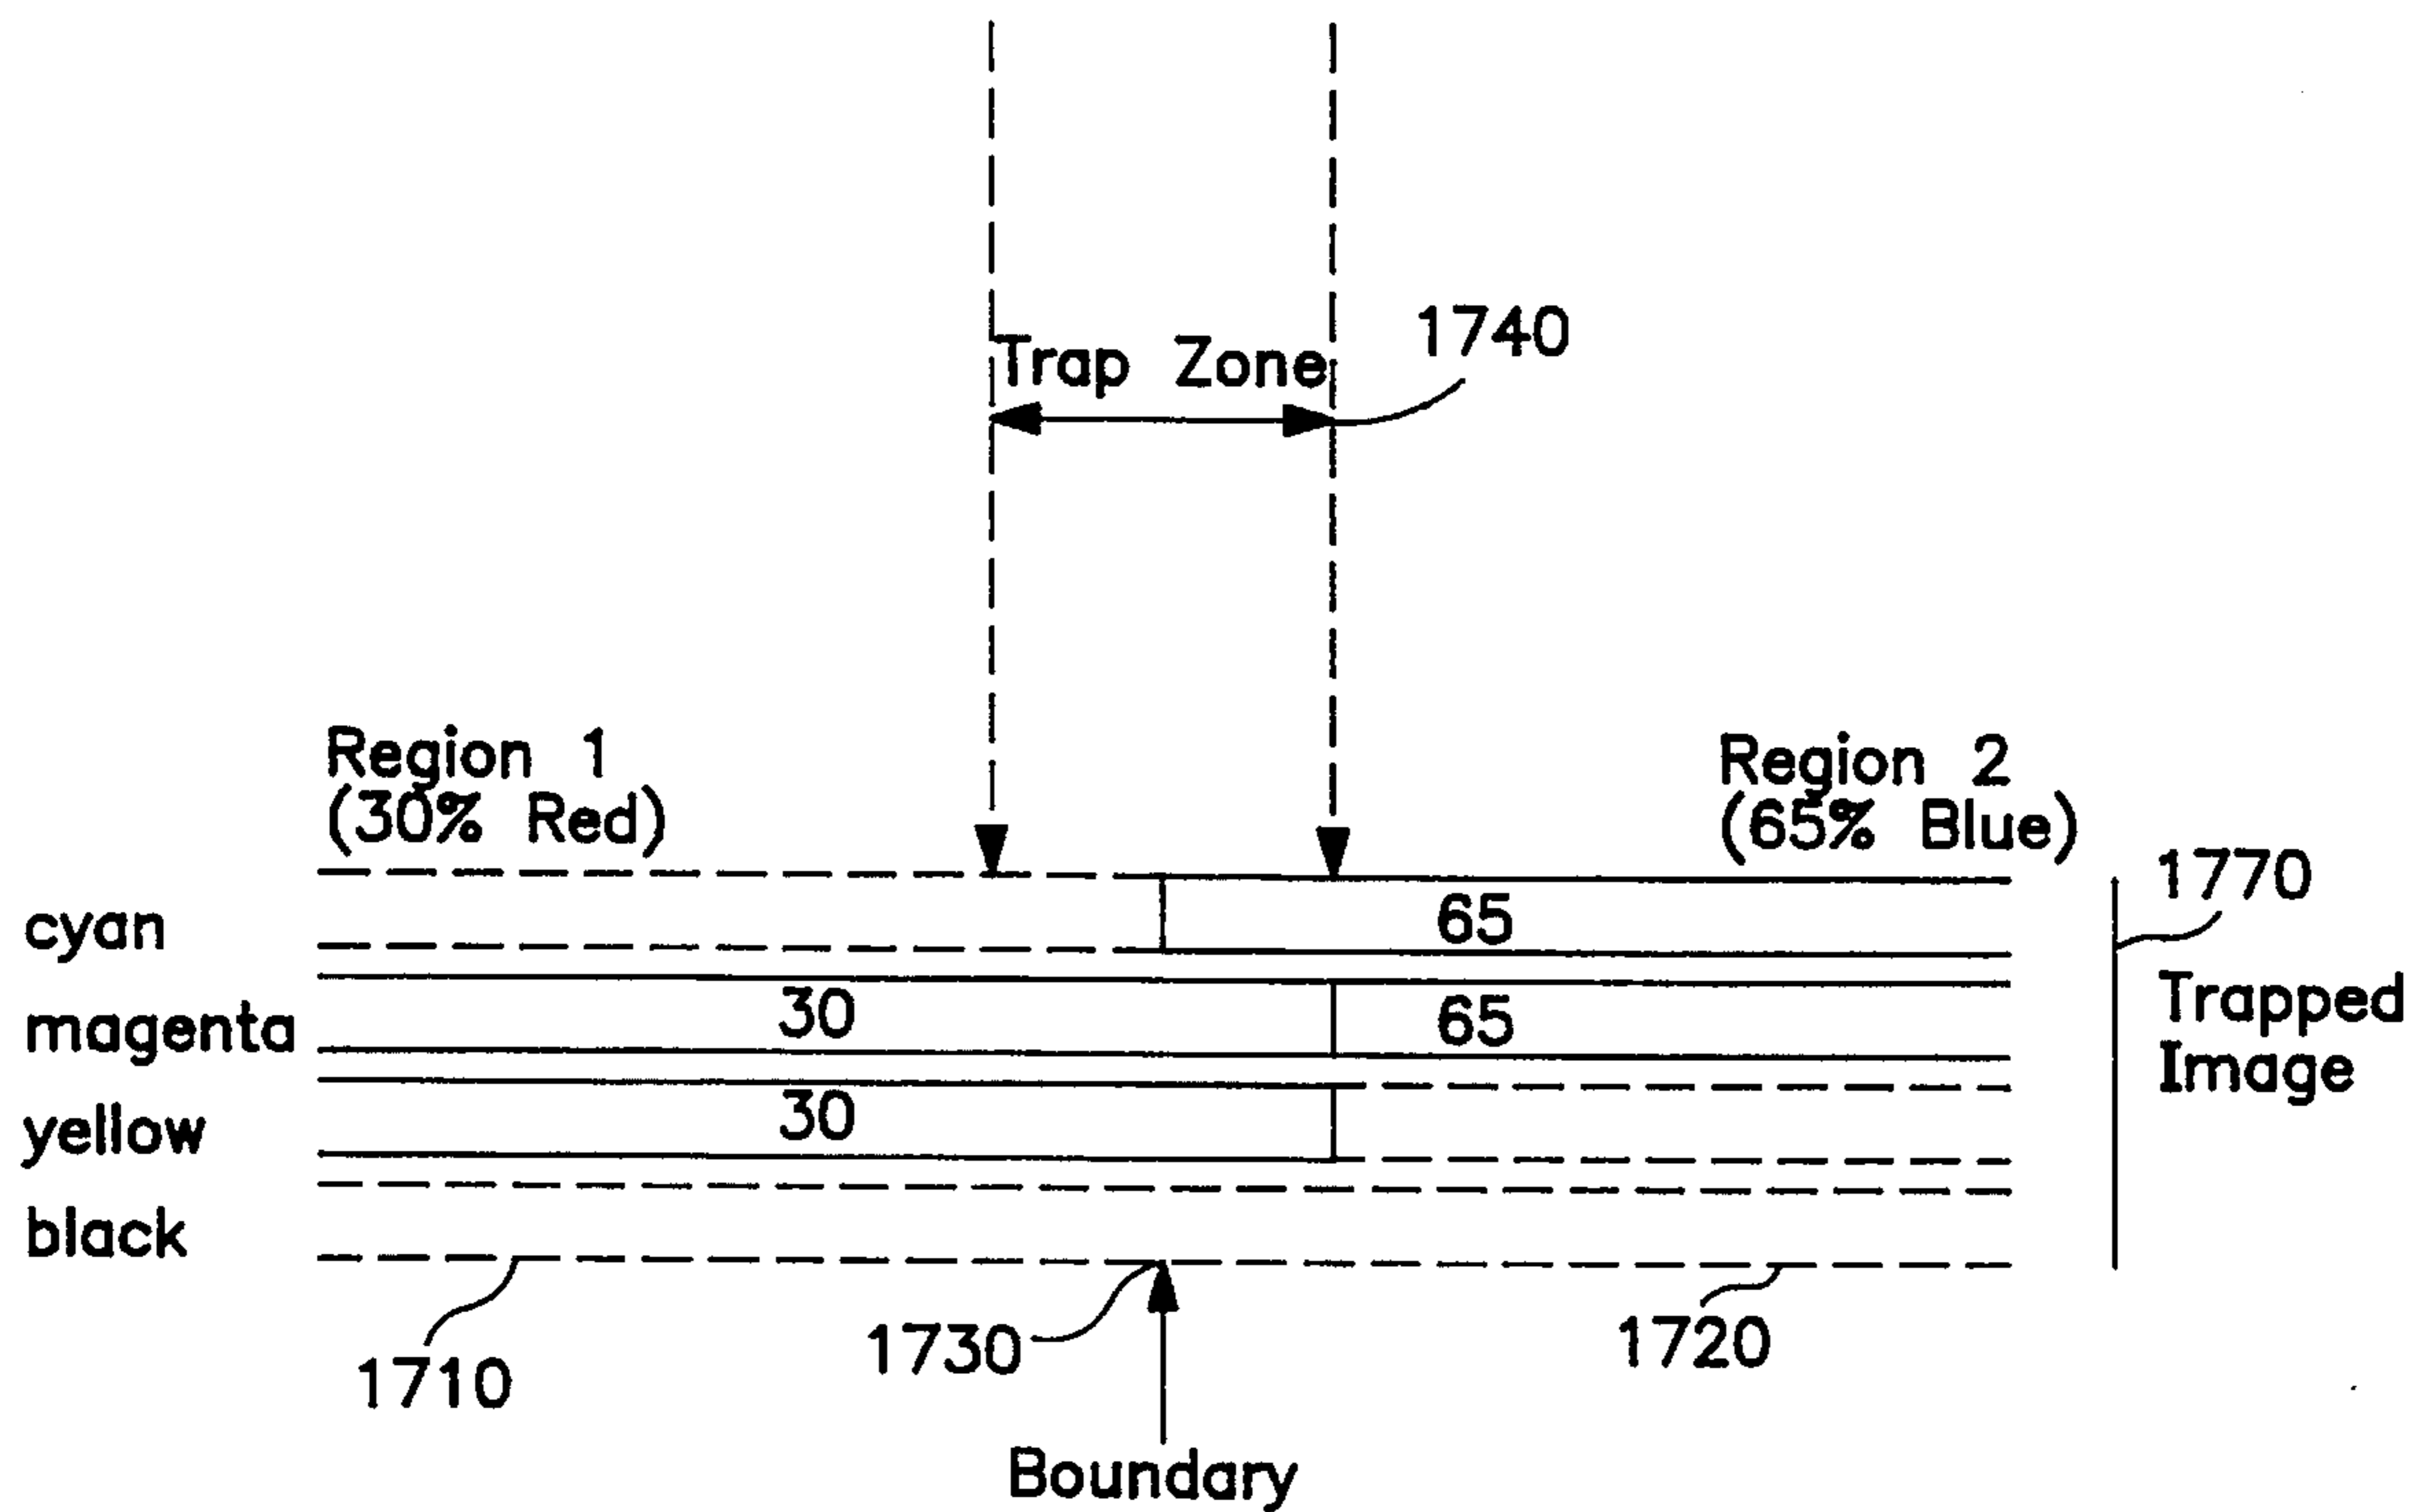 1740
Trap Zone
Region 1
(30% Red)
Region 2
(65% Blue)
1770
cyan
65
magenta
30
65
Trapped
Image
yellow
30
black
1710
1730
1720
Boundary